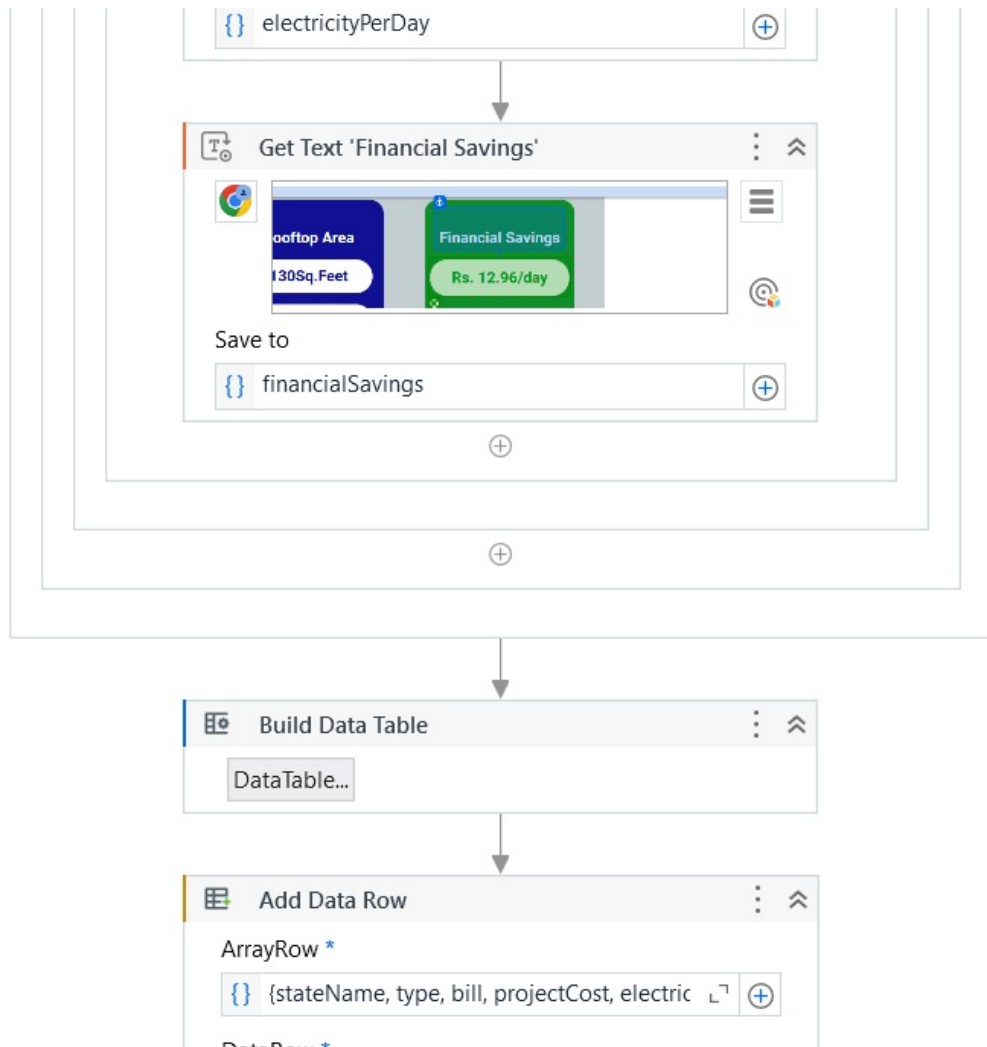 {} electricityPerDay
Get Text 'Financial Savings'
ooftop Area
Financial Savings
130Sq.Feet
Rs. 12.96/day
Save to
{} financialSavings
Build Data Table
DataTable...
Add Data Row
ArrayRow *
{} {stateName, type, bill, projectCost, electric
DataRow *